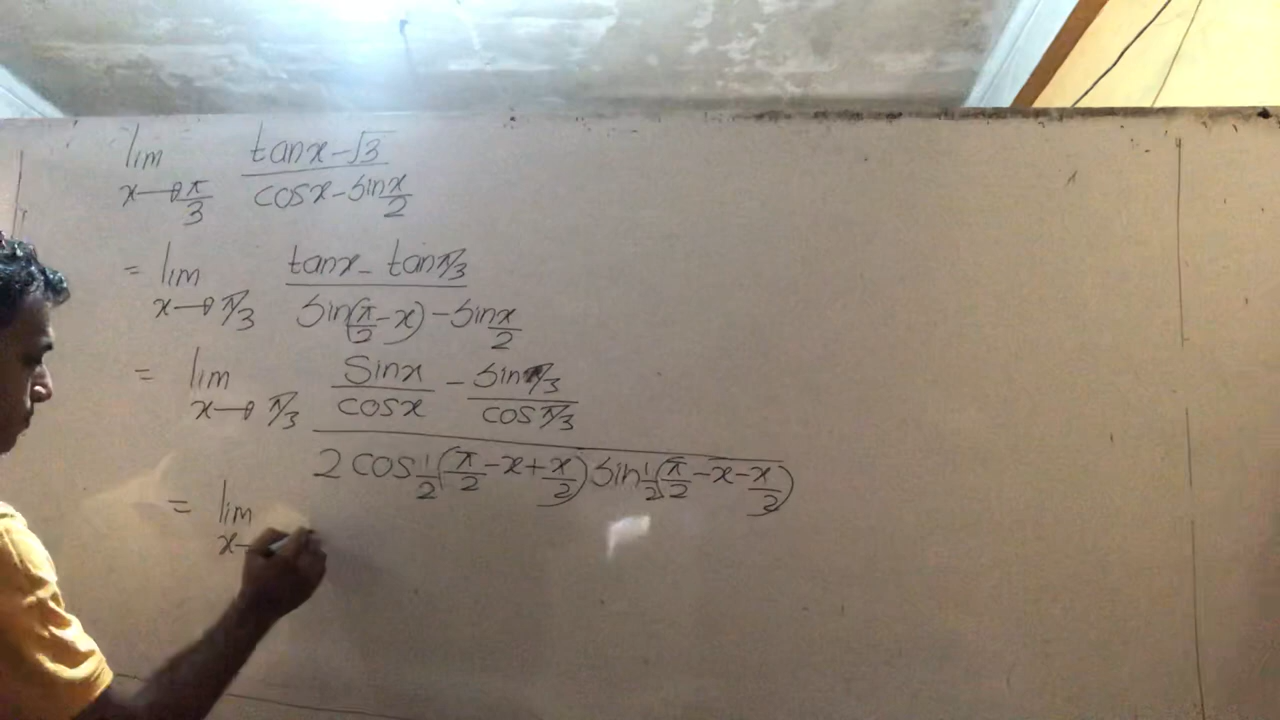 lim x→π/3 (tanx-√3)/(cosx-sin x/2)
= lim x→π/3 (tanx- tanπ/3)/(sin(π/2-x)-sin x/2)
= lim x→π/3 (sinx/cosx - sinπ/3/cosπ/3)/(2 cos 1/2(π/2-x+x/2) sin 1/2(π/2-x-x/2))
= lim x-